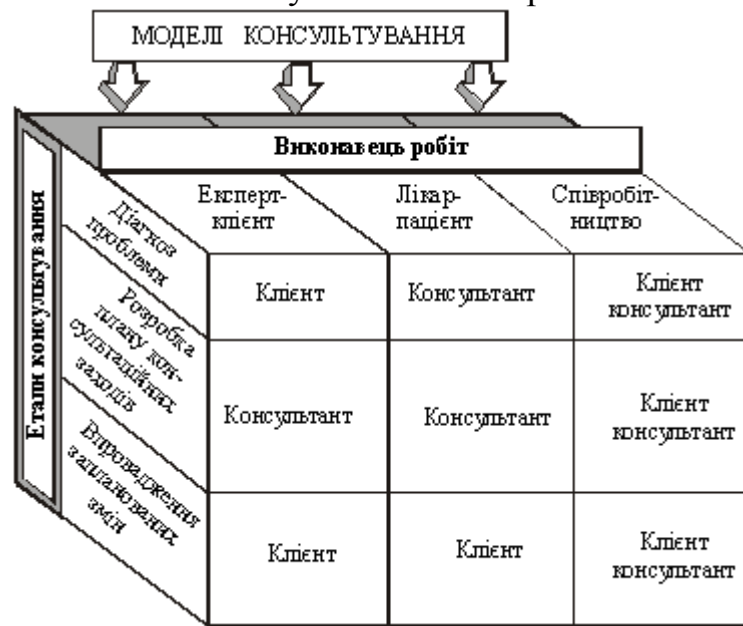 МОДЕЛІ КОНСУЛЬТУВАННЯ
Виконавець робіт
Експерт-
клієнт
Лікар-
пацієнт
Співробіт-
ництво
Етапи консультування
Діагноз
проблеми
Клієнт
Консультант
Клієнт
консультант
Розробка
плану кон-
сультаційних
заходів
Консультант
Консультант
Клієнт
консультант
Впровадження
запланованих
змін
Клієнт
Клієнт
Клієнт
консультант